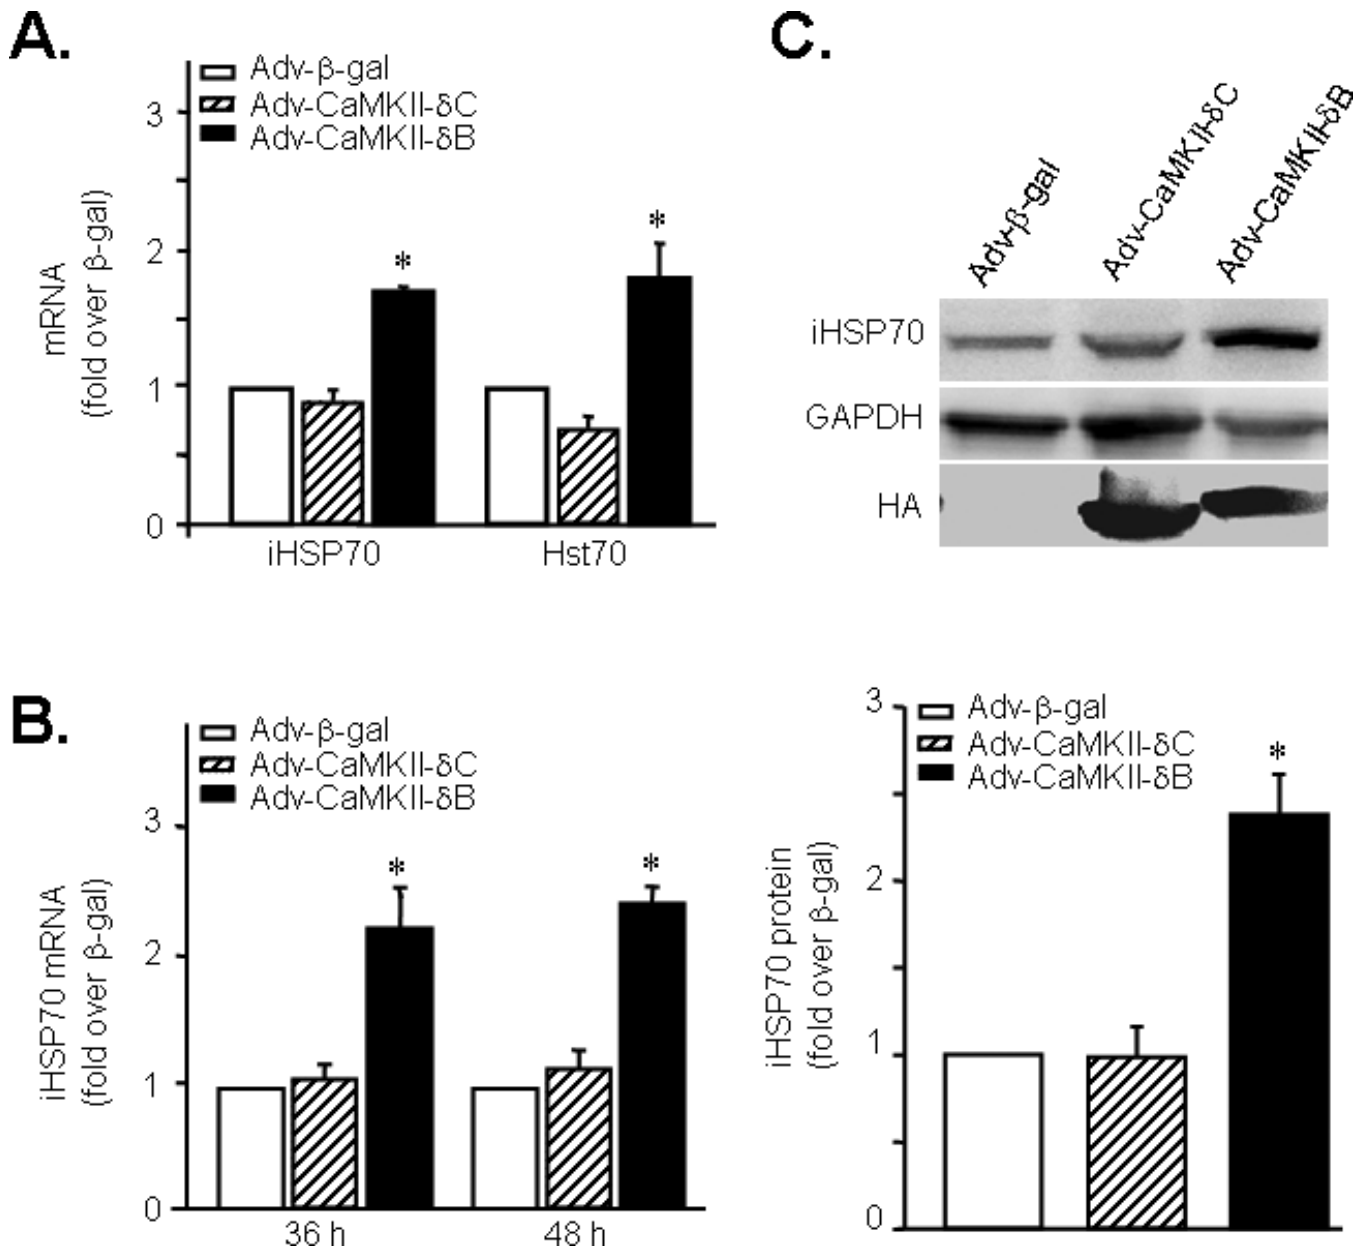 A.
Adv-β-gal
Adv-CaMKII-δC
Adv-CaMKII-δB
mRNA
(fold over β-gal)
3
2
1
0
*
*
iHSP70
Hst70
B.
Adv-β-gal
Adv-CaMKII-δC
Adv-CaMKII-δB
iHSP70 mRNA
(fold over β-gal)
3
2
1
0
*
*
36 h
48 h
C.
Adv-β-gal
Adv-CaMKII-δC
Adv-CaMKII-δB
iHSP70
GAPDH
HA
Adv-β-gal
Adv-CaMKII-δC
Adv-CaMKII-δB
iHSP70 protein
(fold over β-gal)
3
2
1
0
*